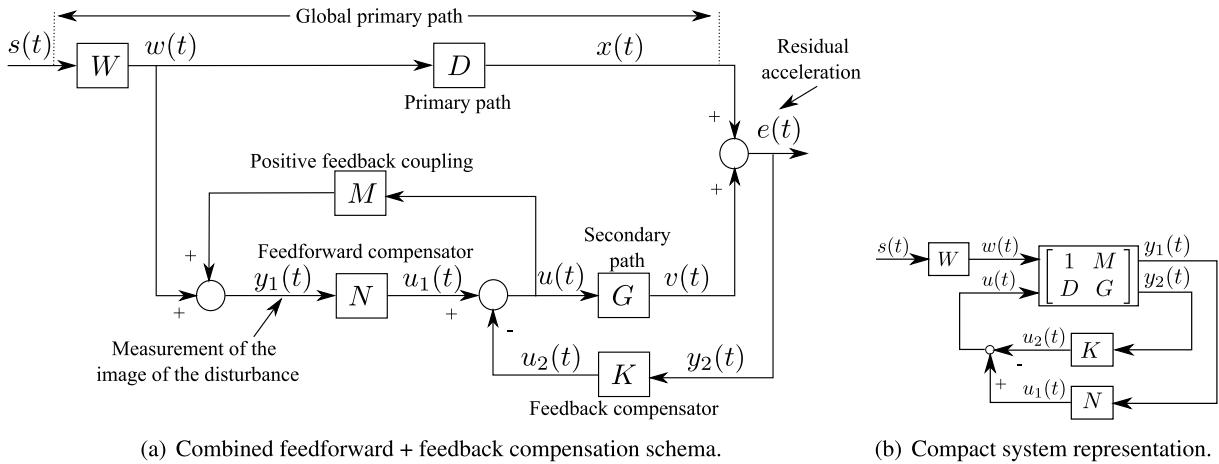 Global primary path
s(t)
W
w(t)
D
x(t)
Primary path
Residual
acceleration
+
e(t)
+
Positive feedback coupling
M
+
Feedforward compensator
Secondary
path
y₁(t)
N
u₁(t)
u(t)
G
v(t)
+
+
-
Measurement of the
image of the disturbance
u₂(t)
K
y₂(t)
Feedback compensator
(a) Combined feedforward + feedback compensation schema.
s(t)
W
w(t)
1 M
D G
y₁(t)
u(t)
y₂(t)
u₂(t)
K
-
+
u₁(t)
N
(b) Compact system representation.